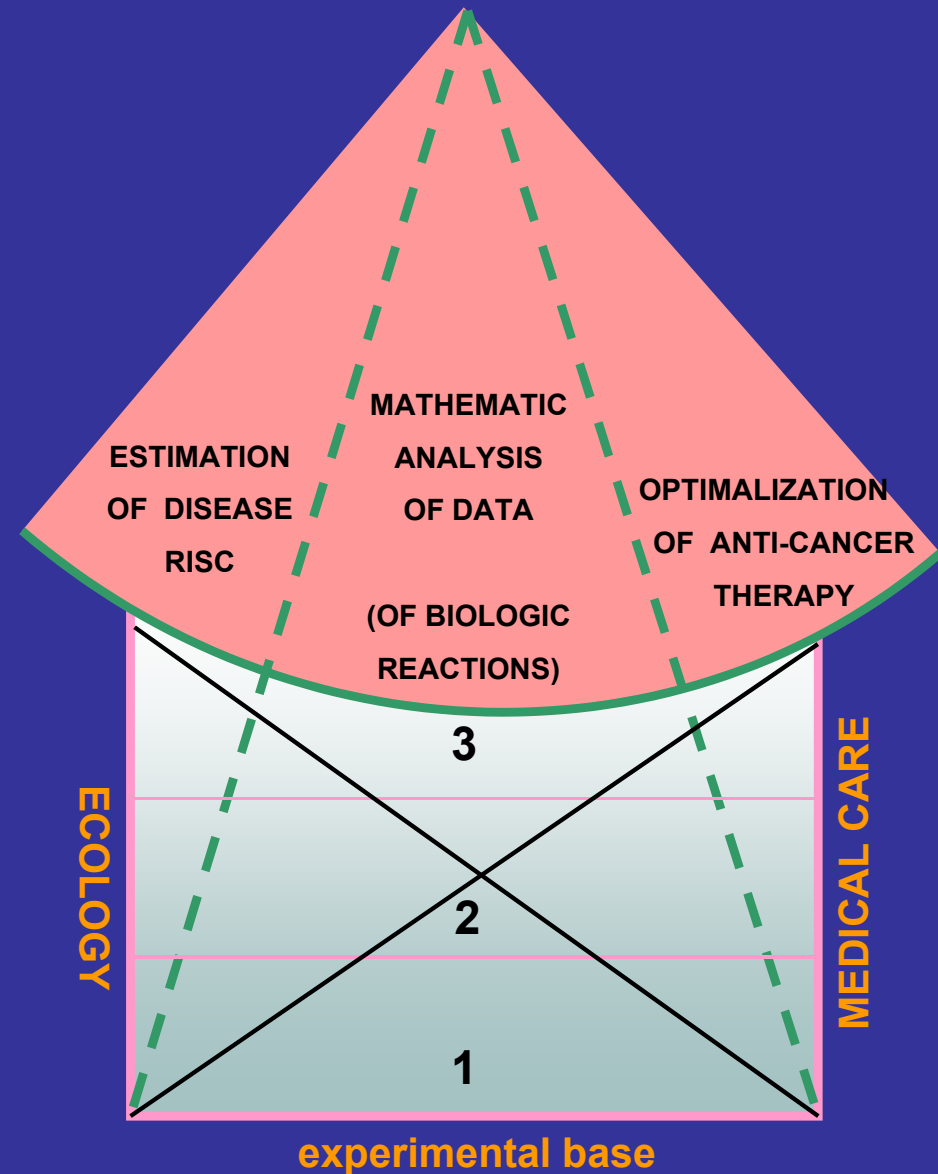 ESTIMATION
OF DISEASE
RISC
MATHEMATIC
ANALYSIS
OF DATA
(OF BIOLOGIC
REACTIONS)
OPTIMALIZATION
OF ANTI-CANCER
THERAPY
ECOLOGY
3
2
1
MEDICAL CARE
experimental base